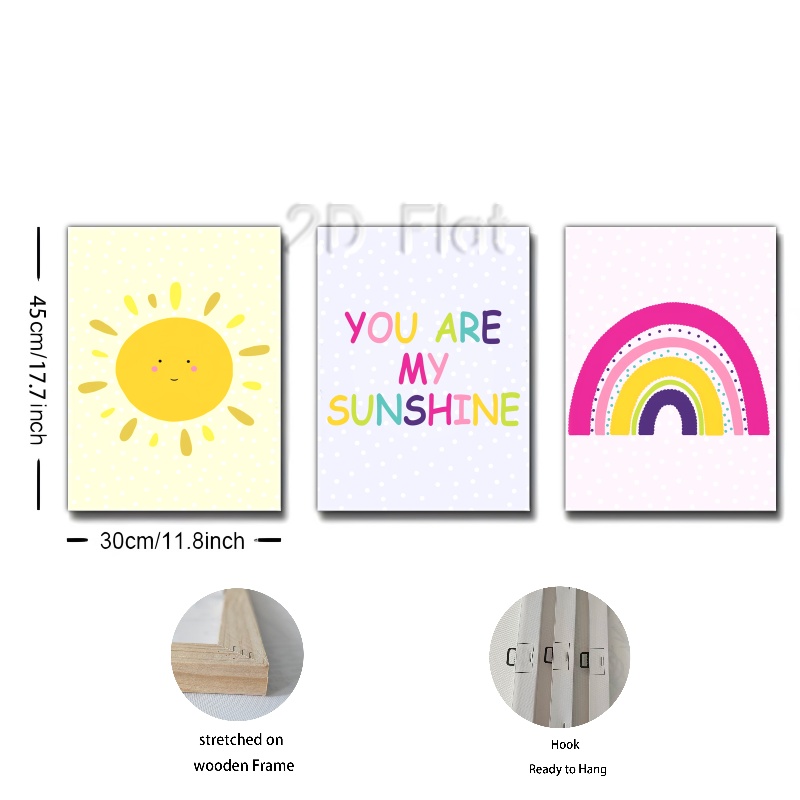 2D Flat
YOU ARE
MY
SUNSHINE
45cm/17.7inch
30cm/11.8inch
stretched on
wooden Frame
Hook
Ready to Hang